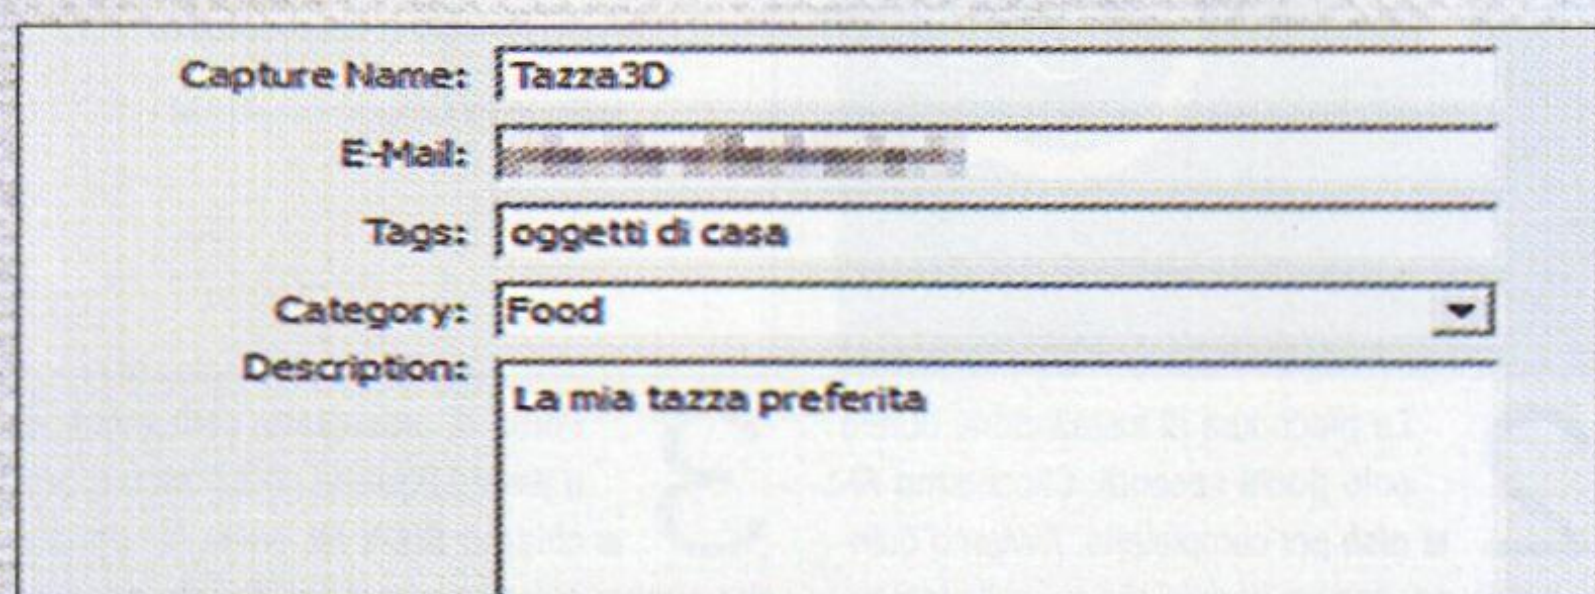 Capture Name: Tazza3D
E-Mail:
Tags: oggetti di casa
Category: Food
Description:
La mia tazza preferita